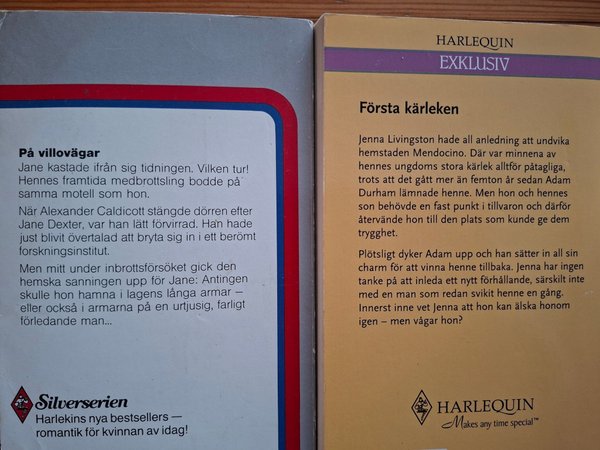 På villovägar
Jane kastade ifrån sig tidningen. Vilken tur!
Hennes framtida medbrottsling bodde på
samma motell som hon.
När Alexander Caldicott stängde dörren efter
Jane Dexter, var han lätt förvirrad. Han hade
just blivit övertalad att bryta sig in i ett berömt
forskningsinstitut.
Men mitt under inbrottsförsöket gick den
hemska sanningen upp för Jane: Antingen
skulle hon hamna i lagens långa armar —
eller också i armarna på en urtjusig, farligt
förledande man...
Silverserien
Harlekins nya bestsellers —
romantik för kvinnan av idag!
HARLEQUIN
EXKLUSIV
Första kärleken
Jenna Livingston hade all anledning att undvika
hemstaden Mendocino. Där var minnena av
hennes ungdoms stora kärlek alltför påtagliga,
trots att det gått mer än femton år sedan Adam
Durham lämnade henne. Men hon och hennes
son behövde en fast punkt i tillvaron och därför
återvände hon till den plats som kunde ge dem
trygghet.
Plötsligt dyker Adam upp och han sätter in all sin
charm för att vinna henne tillbaka. Jenna har ingen
tanke på att inleda ett nytt förhållande, särskilt inte
med en man som redan svikit henne en gång.
Innerst inne vet Jenna att hon kan älska honom
igen – men vågar hon?
HARLEQUIN
Makes any time special™